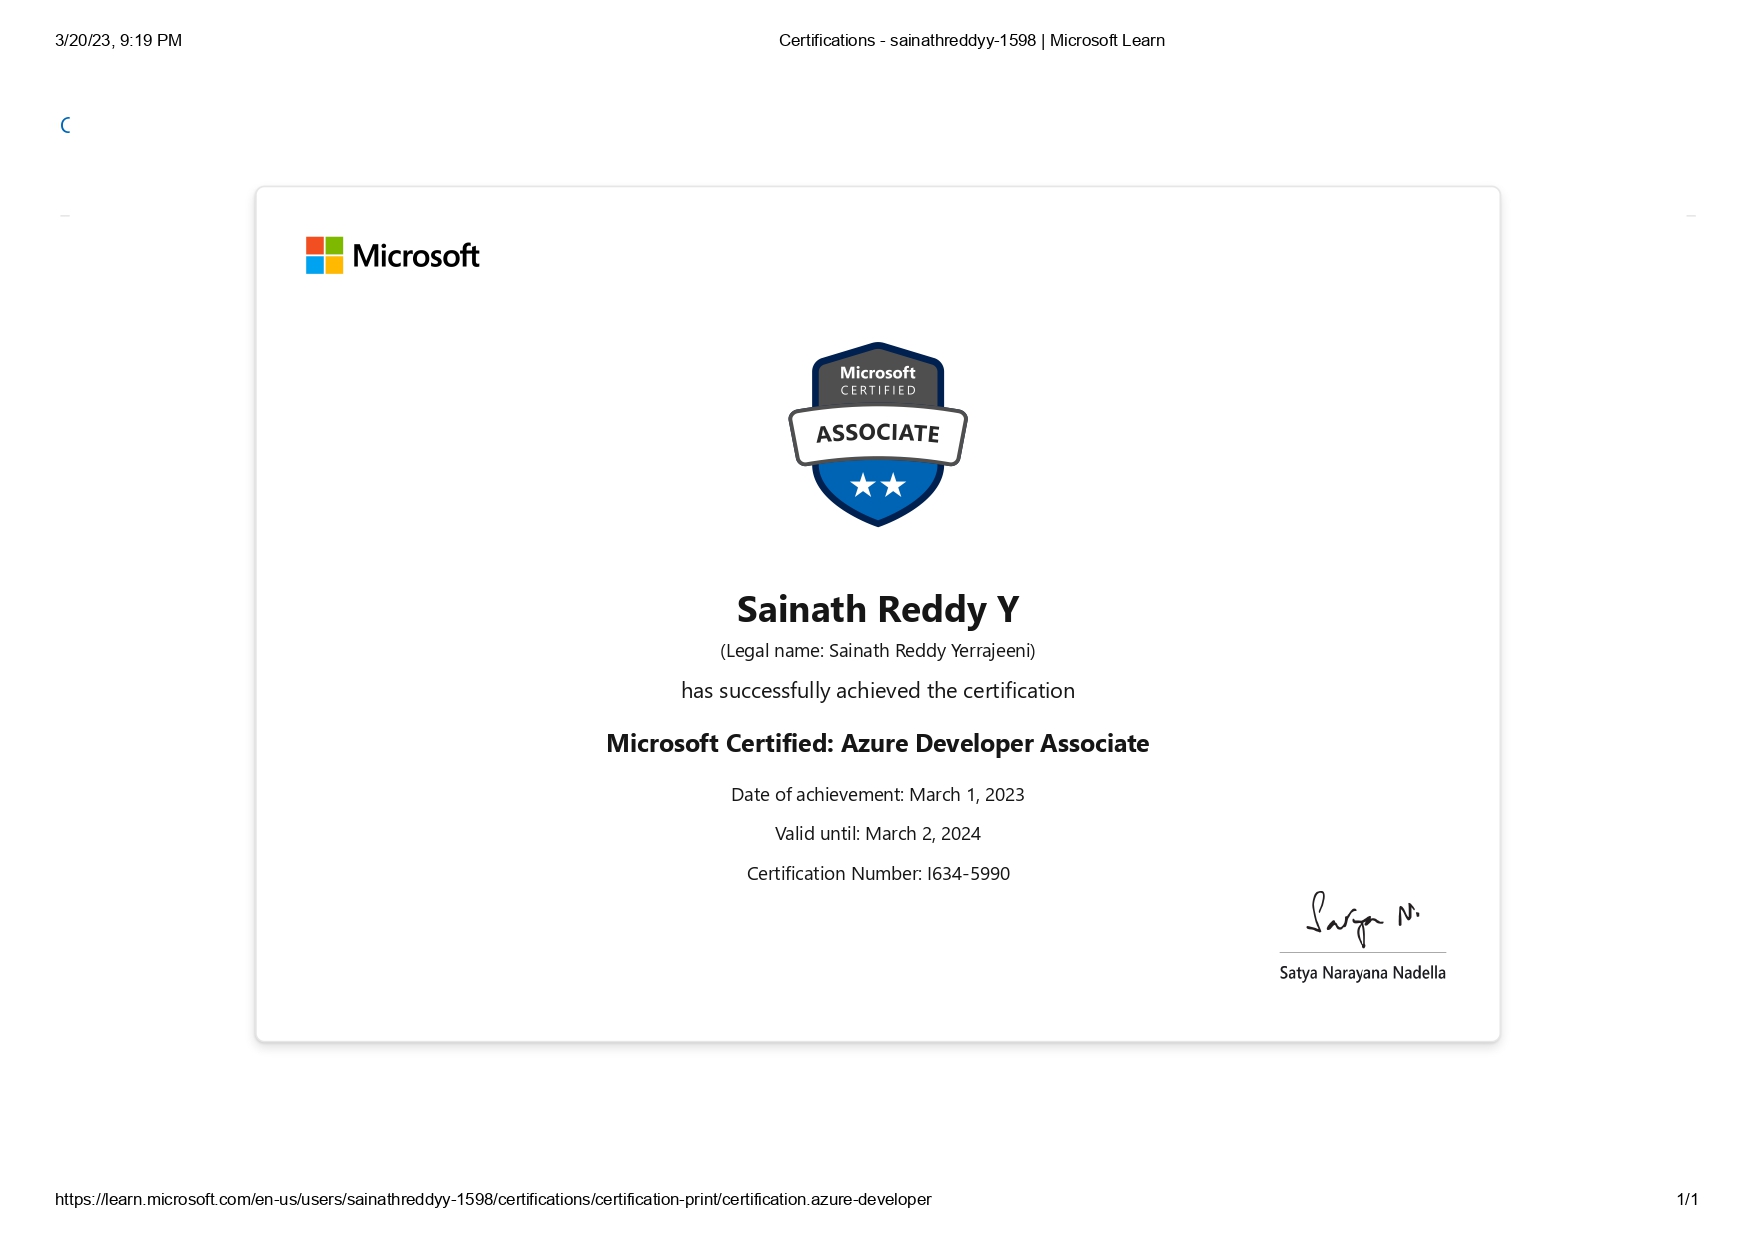 3/20/23, 9:19 PM
Certifications - sainathreddyy-1598 | Microsoft Learn
C
Microsoft
Microsoft
CERTIFIED
ASSOCIATE
Sainath Reddy Y
(Legal name: Sainath Reddy Yerrajeeni)
has successfully achieved the certification
Microsoft Certified: Azure Developer Associate
Date of achievement: March 1, 2023
Valid until: March 2, 2024
Certification Number: I634-5990
Satya N.
Satya Narayana Nadella
https://learn.microsoft.com/en-us/users/sainathreddyy-1598/certifications/certification-print/certification.azure-developer
1/1